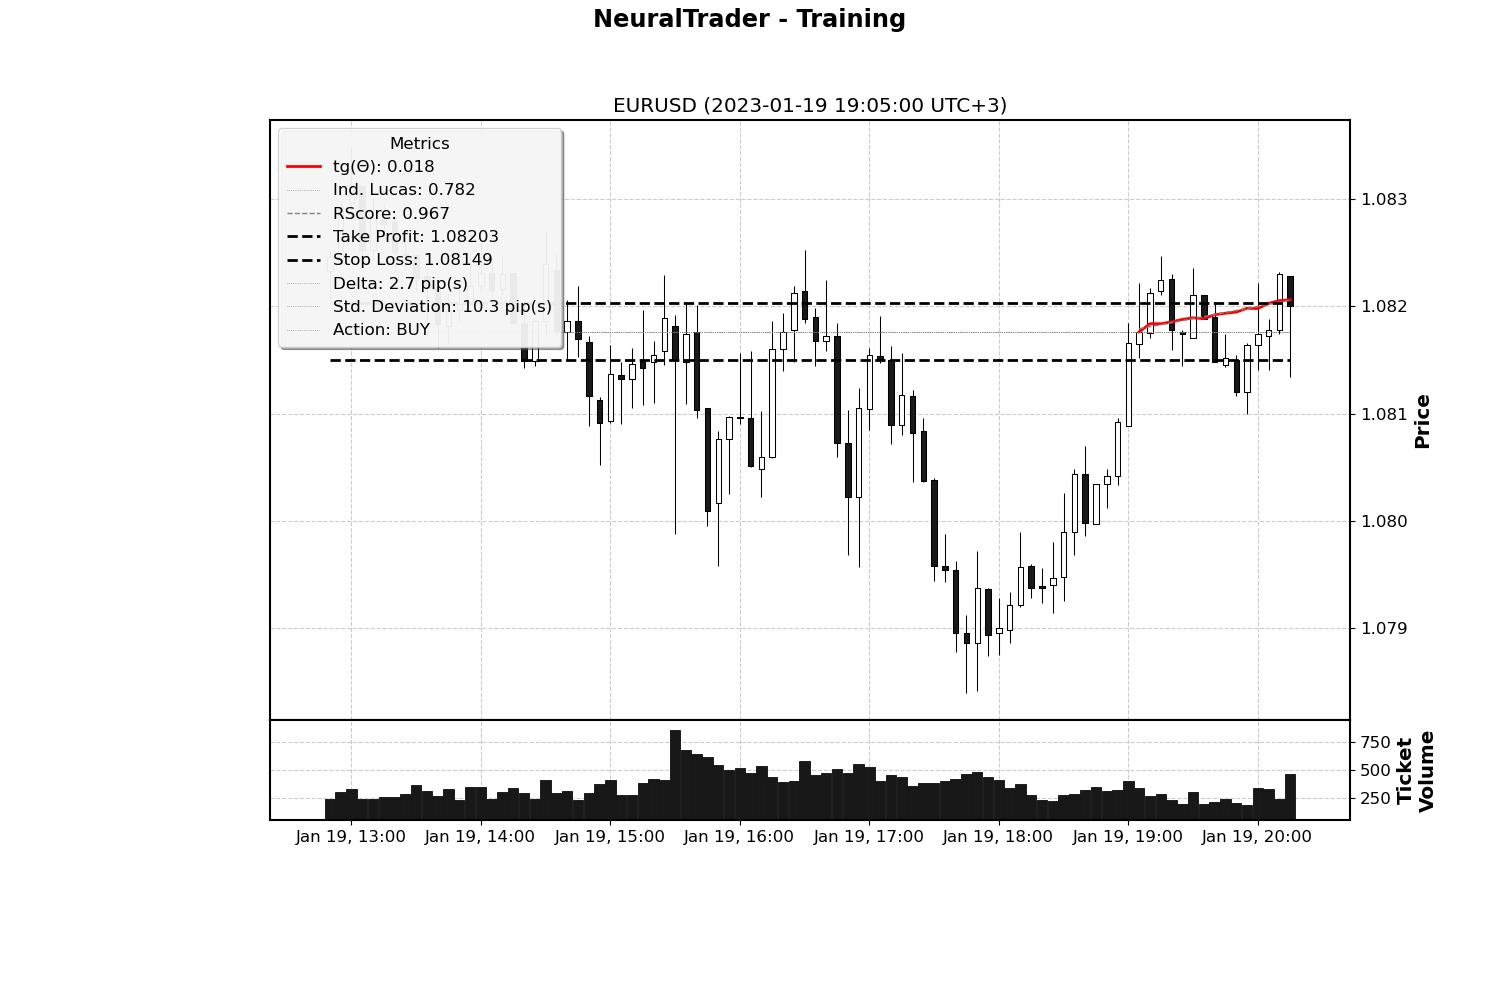 NeuralTrader - Training
EURUSD (2023-01-19 19:05:00 UTC+3)
Metrics
tg(Θ): 0.018
Ind. Lucas: 0.782
RScore: 0.967
Take Profit: 1.08203
Stop Loss: 1.08149
Delta: 2.7 pip(s)
Std. Deviation: 10.3 pip(s)
Action: BUY
1.083
1.082
1.081
1.080
1.079
Price
750
500
250
Ticket
Volume
Jan 19, 13:00
Jan 19, 14:00
Jan 19, 15:00
Jan 19, 16:00
Jan 19, 17:00
Jan 19, 18:00
Jan 19, 19:00
Jan 19, 20:00